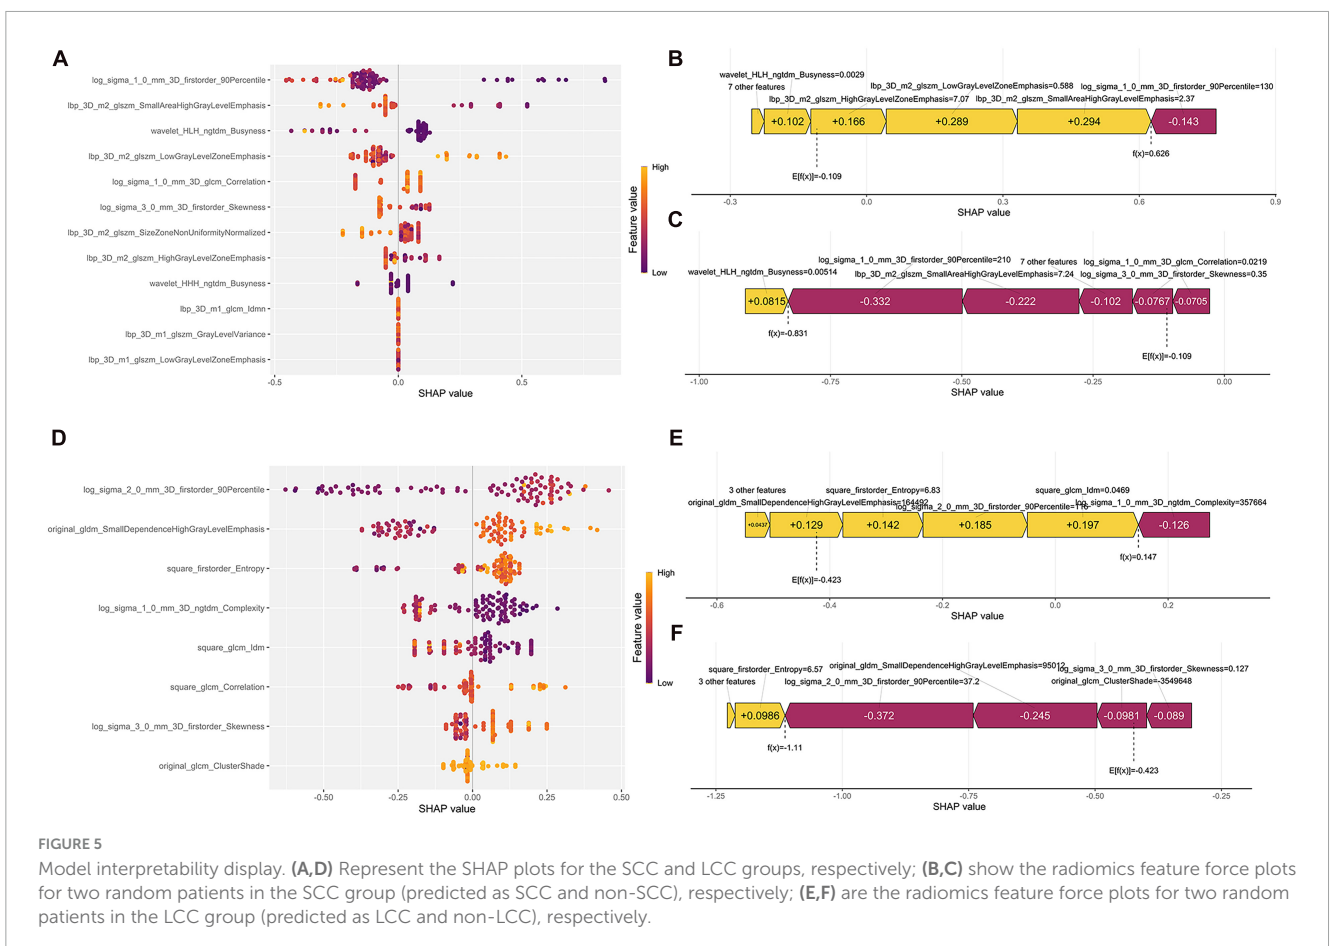 A
log_sigma_1_0_mm_3D_firstorder_90Percentile
lbp_3D_m2_glszm_SmallAreaHighGrayLevelEmphasis
wavelet_HLH_ngtdm_Busyness
lbp_3D_m2_glszm_LowGrayLevelZoneEmphasis
log_sigma_1_0_mm_3D_glcm_Correlation
log_sigma_3_0_mm_3D_firstorder_Skewness
lbp_3D_m2_glszm_SizeZoneNonUniformityNormalized
lbp_3D_m2_glszm_HighGrayLevelZoneEmphasis
wavelet_HHH_ngtdm_Busyness
lbp_3D_m1_glcm_Idmn
lbp_3D_m1_glszm_GrayLevelVariance
lbp_3D_m1_glszm_LowGrayLevelZoneEmphasis
-0.5 0.0 0.5
SHAP value
High
Feature value
Low
B
wavelet_HLH_ngtdm_Busyness=0.0029
7 other features
lbp_3D_m2_glszm_LowGrayLevelZoneEmphasis=0.588
log_sigma_1_0_mm_3D_firstorder_90Percentile=130
lbp_3D_m2_glszm_HighGrayLevelZoneEmphasis=7.07
lbp_3D_m2_glszm_SmallAreaHighGrayLevelEmphasis=2.37
+0.102 +0.166 +0.289 +0.294 -0.143
f(x)=0.626
E[f(x)]=-0.109
-0.3 0.0 0.3 0.6 0.9
SHAP value
C
log_sigma_1_0_mm_3D_firstorder_90Percentile=210
7 other features
log_sigma_1_0_mm_3D_glcm_Correlation=0.0219
wavelet_HLH_ngtdm_Busyness=0.00514
lbp_3D_m2_glszm_SmallAreaHighGrayLevelEmphasis=7.24
log_sigma_3_0_mm_3D_firstorder_Skewness=0.35
+0.0815 -0.332 -0.222 -0.102 -0.0767 -0.0705
f(x)=-0.831
E[f(x)]=-0.109
-1.00 -0.75 -0.50 -0.25 0.00
SHAP value
D
log_sigma_2_0_mm_3D_firstorder_90Percentile
original_gldm_SmallDependenceHighGrayLevelEmphasis
square_firstorder_Entropy
log_sigma_1_0_mm_3D_ngtdm_Complexity
square_glcm_Idm
square_glcm_Correlation
log_sigma_3_0_mm_3D_firstorder_Skewness
original_glcm_ClusterShade
-0.50 -0.25 0.00 0.25 0.50
SHAP value
High
Feature value
Low
E
3 other features
square_firstorder_Entropy=6.83
square_glcm_Idm=0.0469
original_gldm_SmallDependenceHighGrayLevelEmphasis=164492
log_sigma_2_0_mm_3D_firstorder_90Percentile=116
log_sigma_1_0_mm_3D_ngtdm_Complexity=357664
+0.0437 +0.129 +0.142 +0.185 +0.197 -0.126
f(x)=0.147
E[f(x)]=-0.423
-0.6 -0.4 -0.2 0.0 0.2
SHAP value
F
square_firstorder_Entropy=6.57
original_gldm_SmallDependenceHighGrayLevelEmphasis=95012
log_sigma_3_0_mm_3D_firstorder_Skewness=0.127
3 other features
log_sigma_2_0_mm_3D_firstorder_90Percentile=37.2
original_glcm_ClusterShade=-3549648
+0.0986 -0.372 -0.245 -0.0981 -0.089
f(x)=-1.11
E[f(x)]=-0.423
-1.25 -1.00 -0.75 -0.50 -0.25
SHAP value
FIGURE 5
Model interpretability display. (A,D) Represent the SHAP plots for the SCC and LCC groups, respectively; (B,C) show the radiomics feature force plots
for two random patients in the SCC group (predicted as SCC and non-SCC), respectively; (E,F) are the radiomics feature force plots for two random
patients in the LCC group (predicted as LCC and non-LCC), respectively.